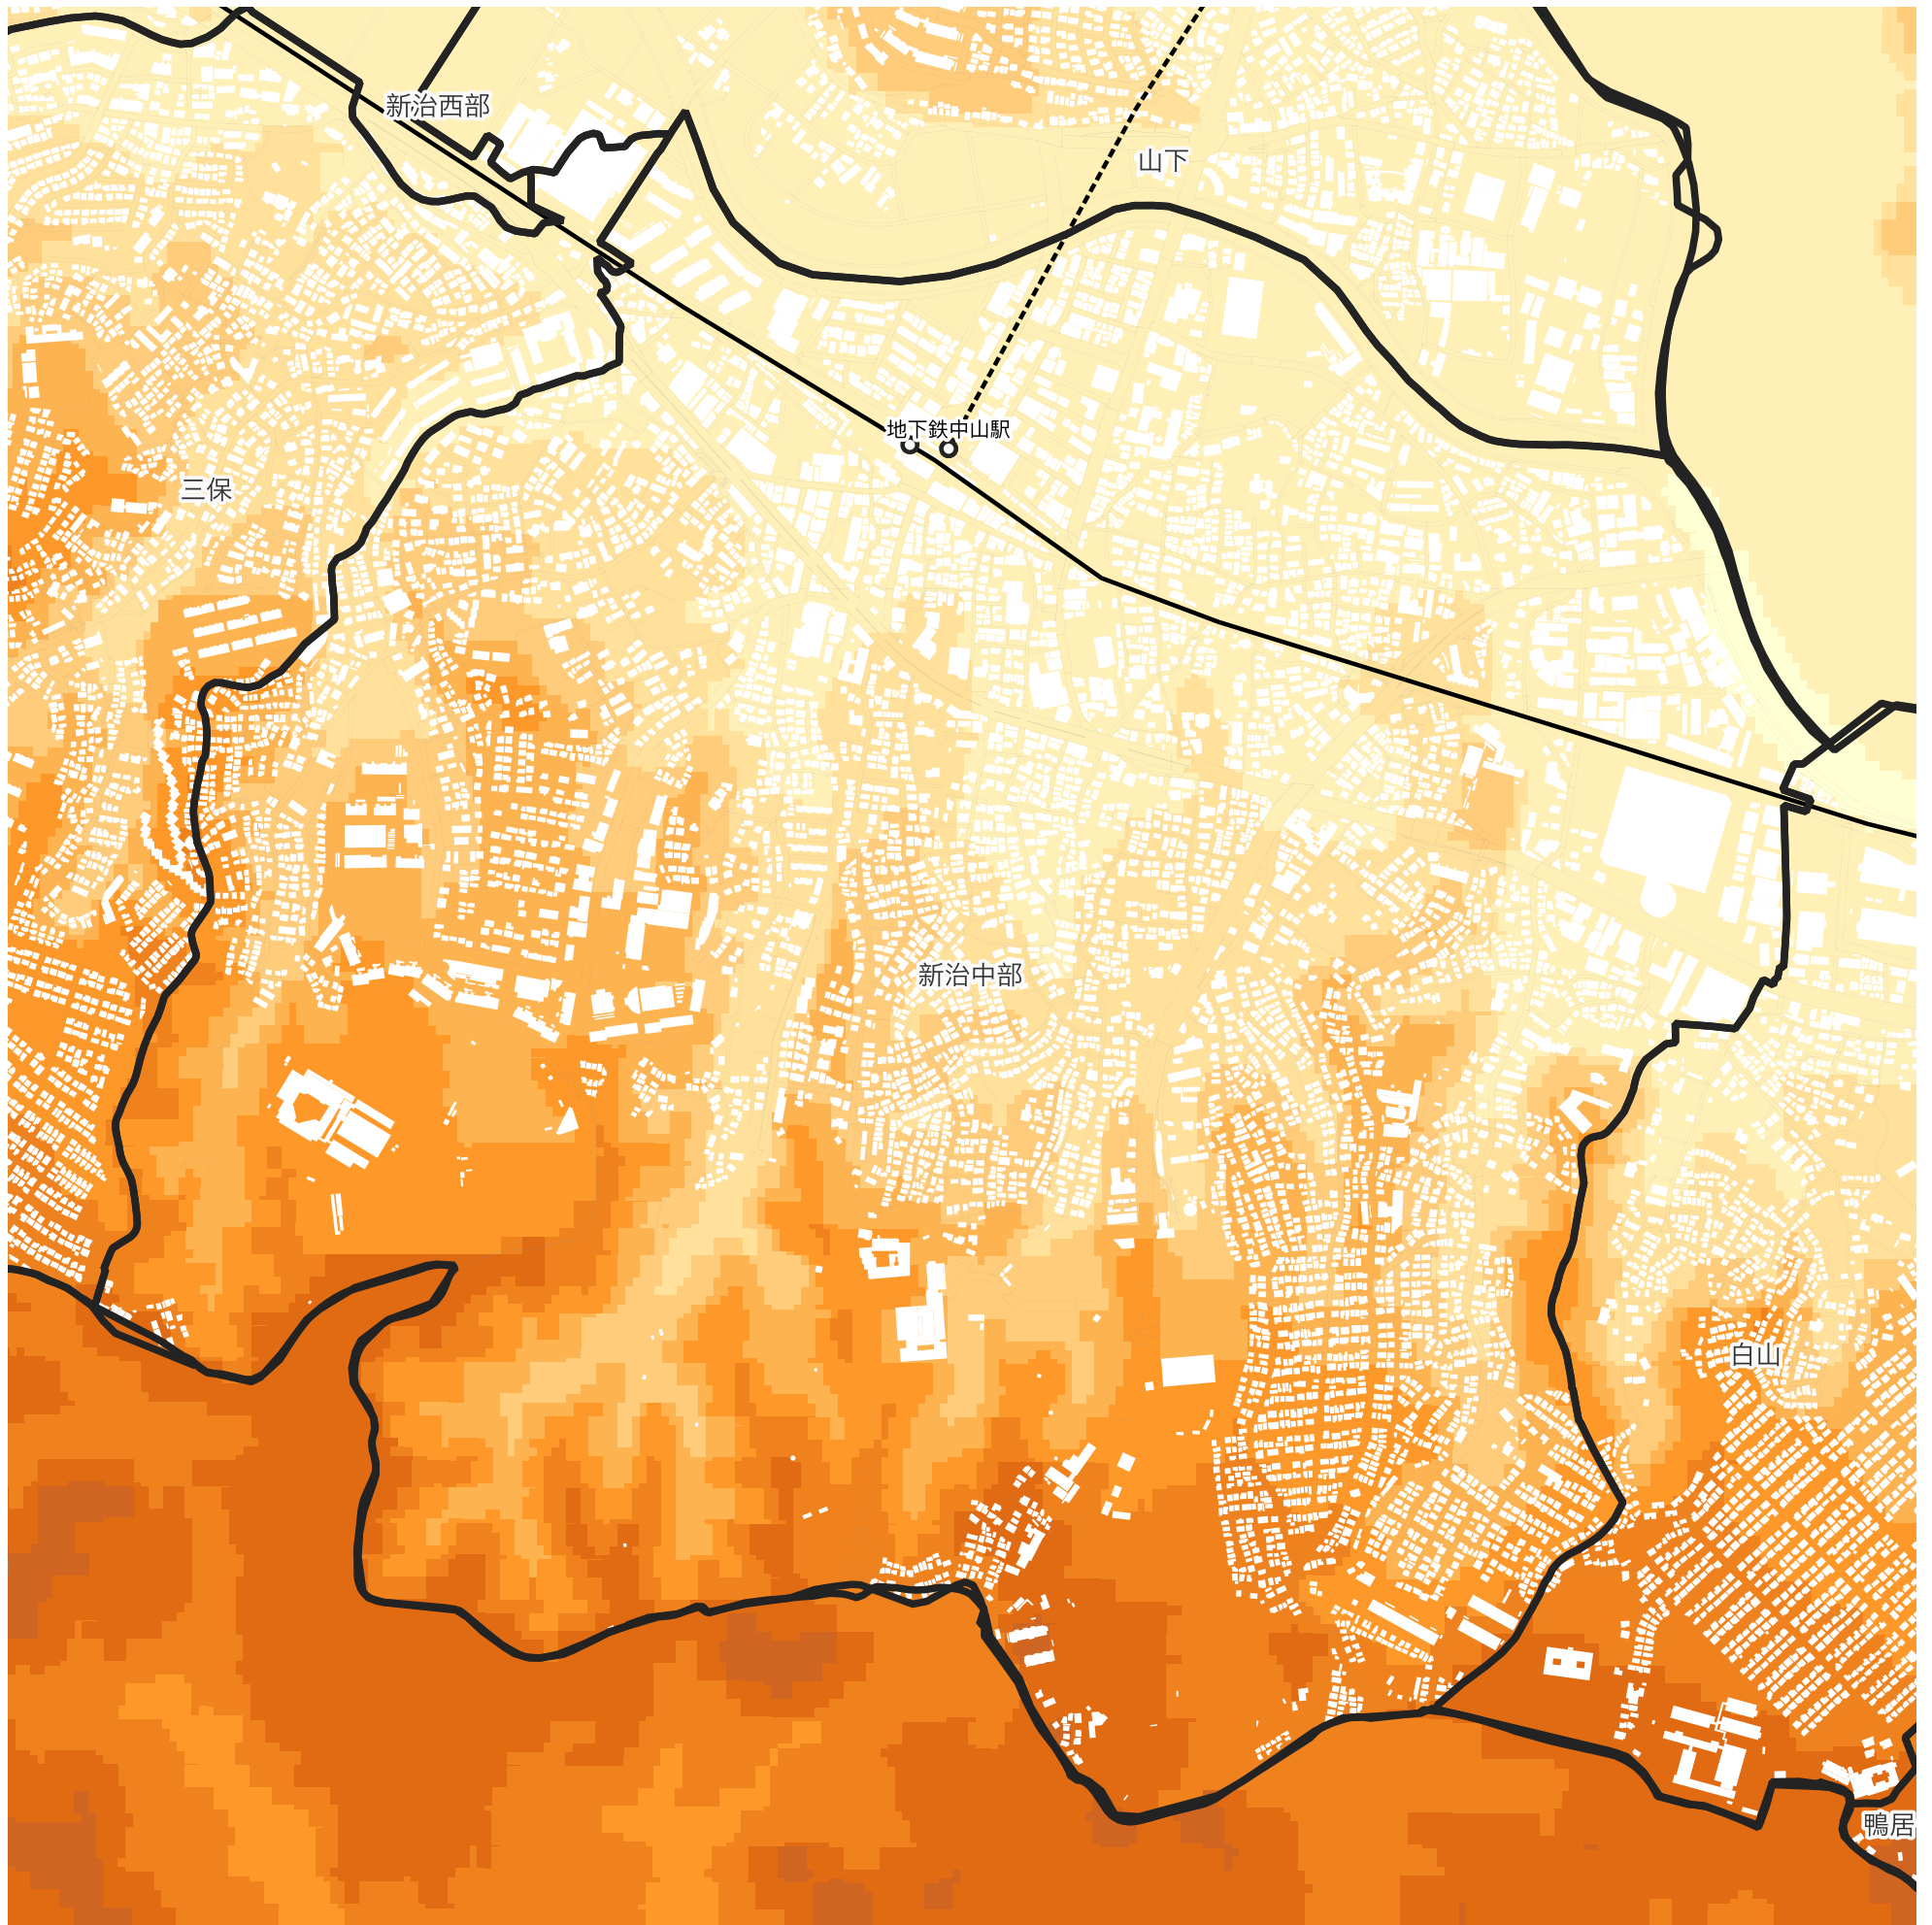 新治西部
山下
地下鉄中山駅
三保
新治中部
白山
鴨居